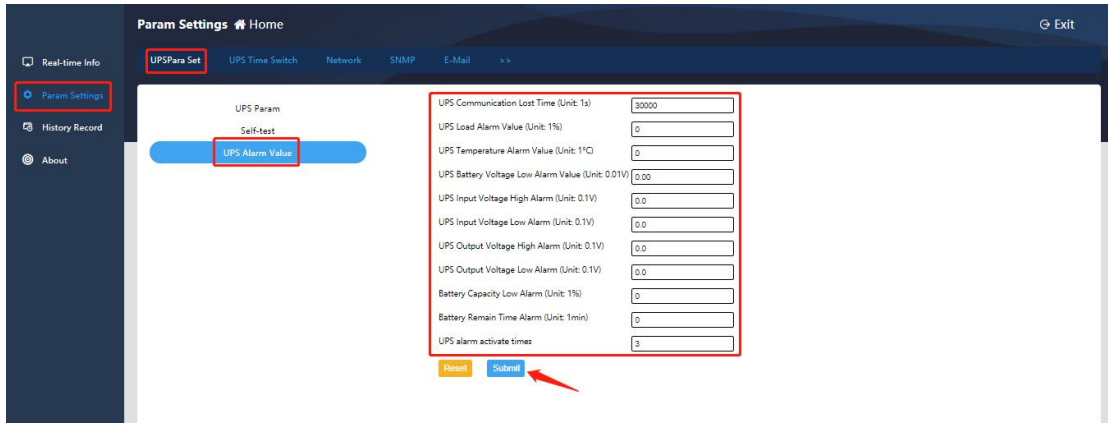 Param Settings Home
Exit
Real-time Info
Param Settings
History Record
About
UPSPara Set UPS Time Switch Network SNMP E-Mail >>
UPS Param
Self-test
UPS Alarm Value
UPS Communication Lost Time (Unit: 1s) 30000
UPS Load Alarm Value (Unit: 1%) 0
UPS Temperature Alarm Value (Unit: 1°C) 0
UPS Battery Voltage Low Alarm Value (Unit: 0.01V) 0.00
UPS Input Voltage High Alarm (Unit: 0.1V) 0.0
UPS Input Voltage Low Alarm (Unit: 0.1V) 0.0
UPS Output Voltage High Alarm (Unit: 0.1V) 0.0
UPS Output Voltage Low Alarm (Unit: 0.1V) 0.0
Battery Capacity Low Alarm (Unit: 1%) 0
Battery Remain Time Alarm (Unit: 1min) 0
UPS alarm activate times 3
Reset Submit